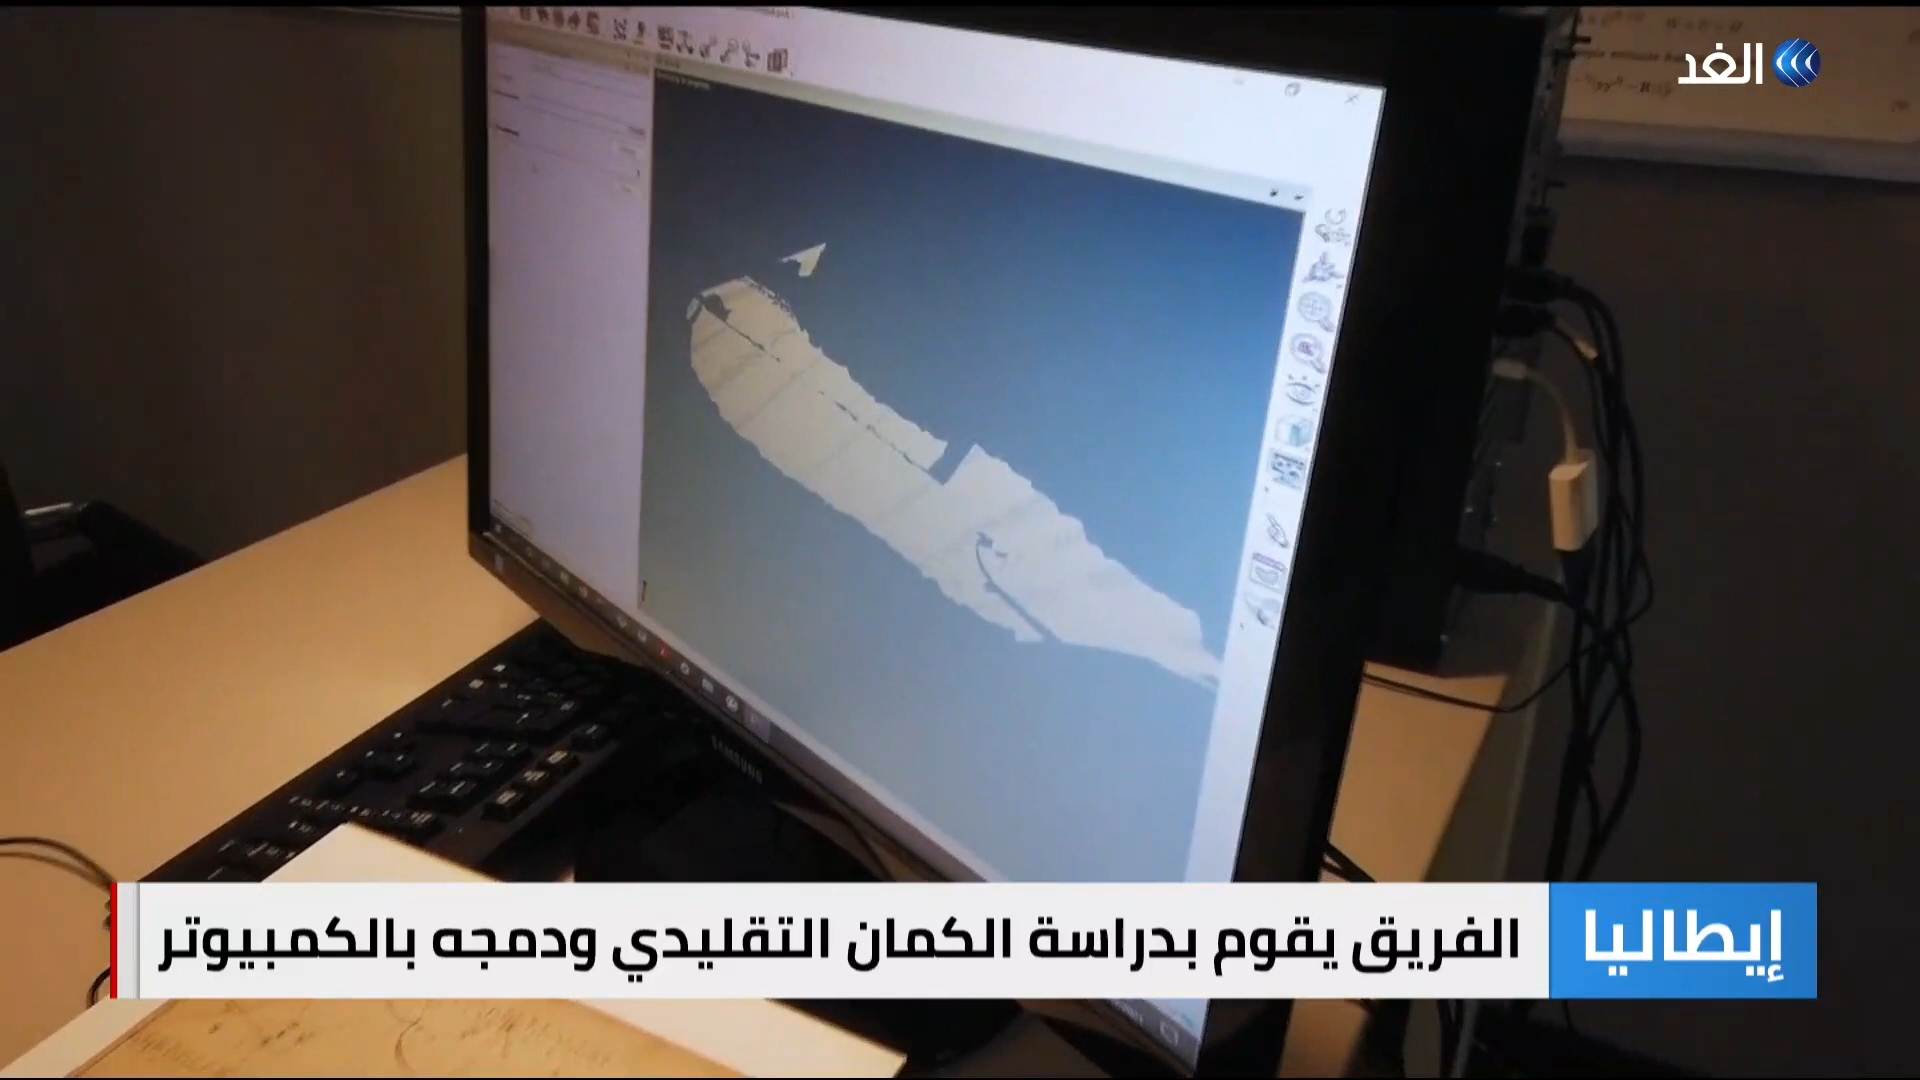 الغد
SAMSUNG
إيطاليا
الفريق يقوم بدراسة الكمان التقليدي ودمجه بالكمبيوتر